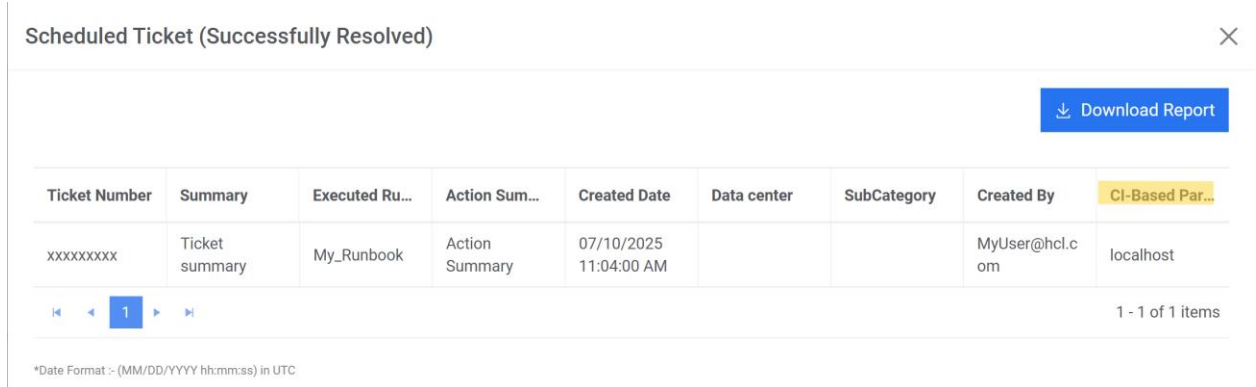 Scheduled Ticket (Successfully Resolved)
Download Report
Ticket Number Summary Executed Ru... Action Sum... Created Date Data center SubCategory Created By CI-Based Par...
xxxxxxxxx Ticket summary My_Runbook Action Summary 07/10/2025 11:04:00 AM MyUser@hcl.com localhost
1 1 - 1 of 1 items
*Date Format :- (MM/DD/YYYY hh:mm:ss) in UTC